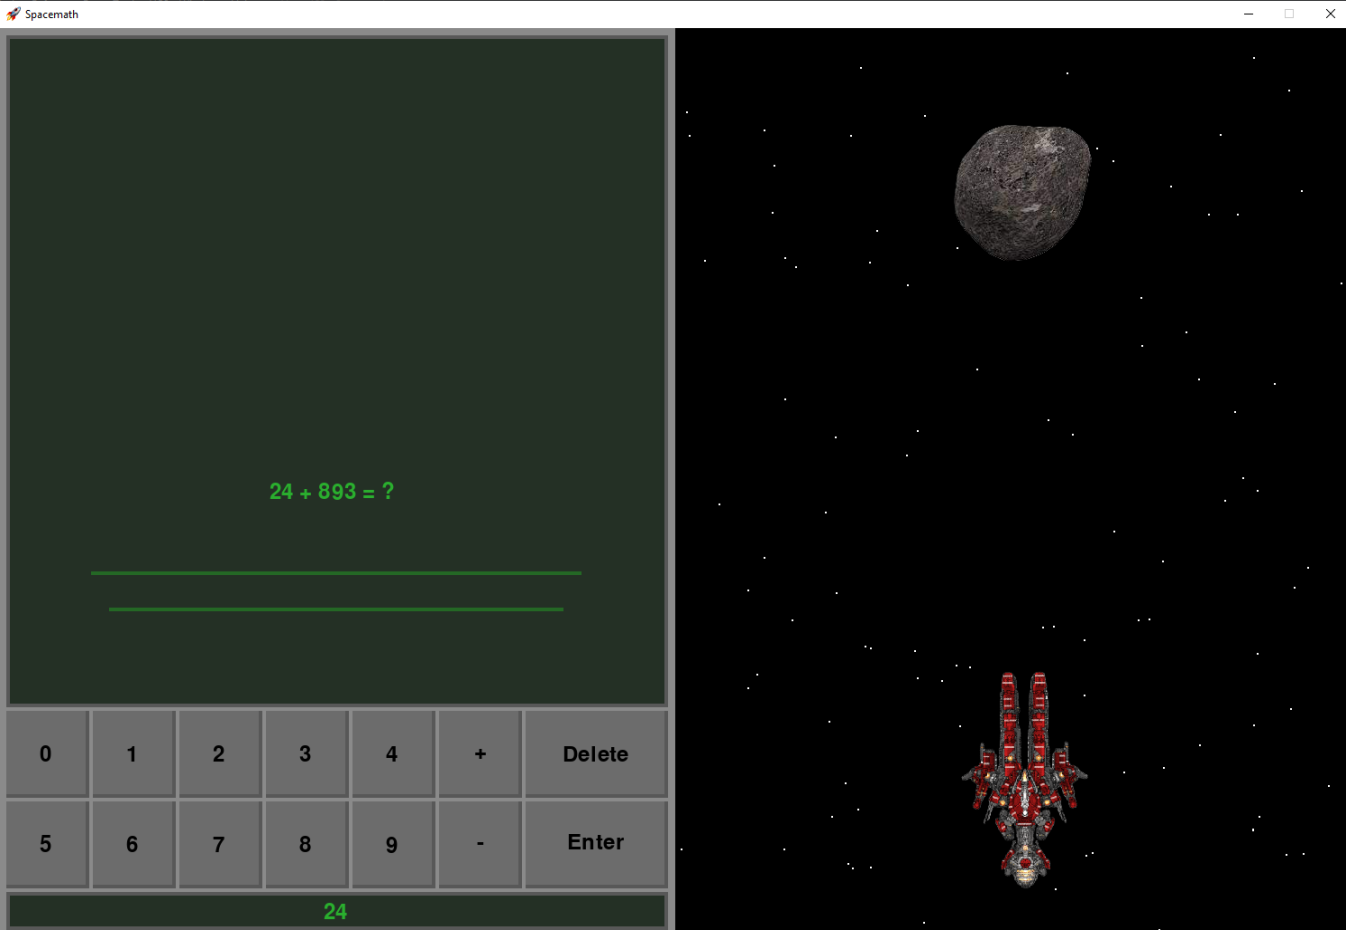 Spacemath
24 + 893 = ?
0 1 2 3 4 + Delete
5 6 7 8 9 - Enter
24